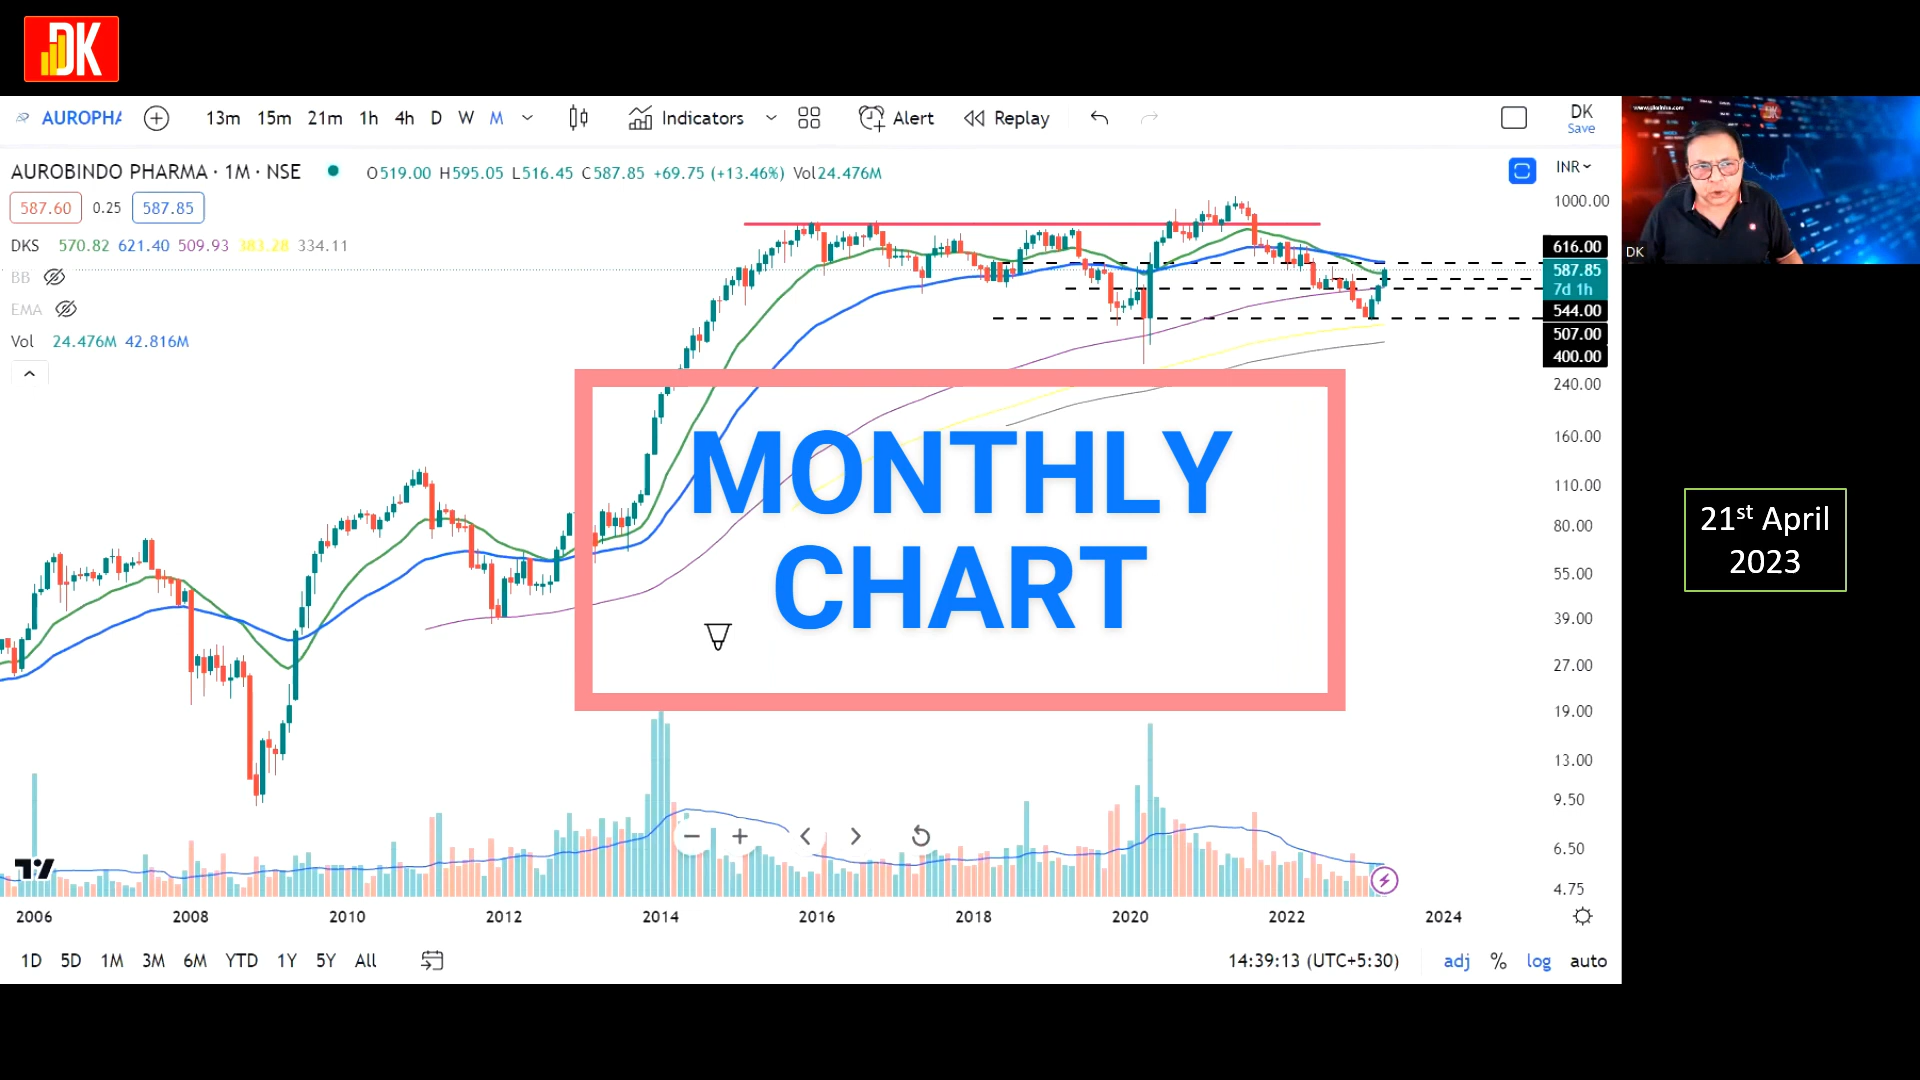 DK
AUROPHA
13m 15m 21m 1h 4h D W M
Indicators
Alert
Replay
DK
Save
AUROBINDO PHARMA · 1M · NSE
O519.00 H595.05 L516.45 C587.85 +69.75 (+13.46%) Vol24.476M
INR
587.60 0.25 587.85
DKS 570.82 621.40 509.93 383.28 334.11
BB
EMA
Vol 24.476M 42.816M
1000.00
616.00
587.85
7d 1h
544.00
507.00
400.00
240.00
160.00
110.00
80.00
55.00
39.00
27.00
19.00
13.00
9.50
6.50
4.75
MONTHLY
CHART
2006 2008 2010 2012 2014 2016 2018 2020 2022 2024
1D 5D 1M 3M 6M YTD 1Y 5Y All
14:39:13 (UTC+5:30)
adj % log auto
DK
DK
21st April
2023